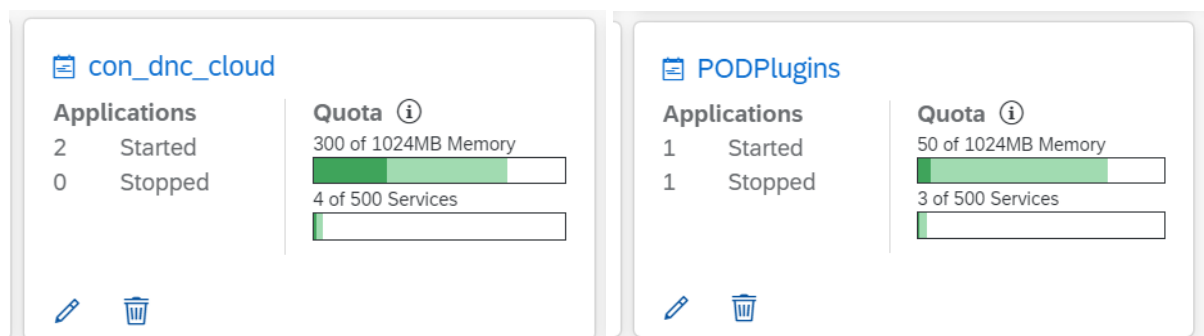 con_dnc_cloud
Applications
2 Started
0 Stopped
Quota
300 of 1024MB Memory
4 of 500 Services
PODPlugins
Applications
1 Started
1 Stopped
Quota
50 of 1024MB Memory
3 of 500 Services